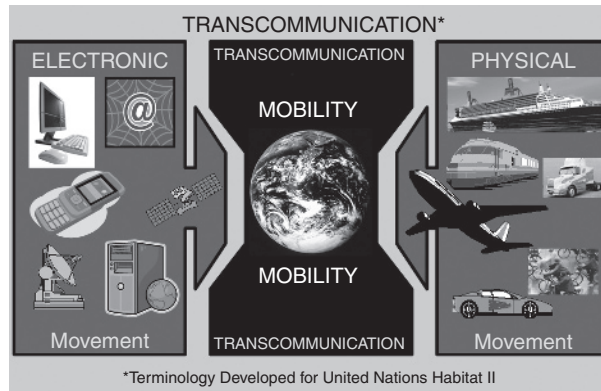 TRANSCOMMUNICATION*
ELECTRONIC
TRANSCOMMUNICATION
PHYSICAL
@
MOBILITY
MOBILITY
Movement
TRANSCOMMUNICATION
Movement
*Terminology Developed for United Nations Habitat II